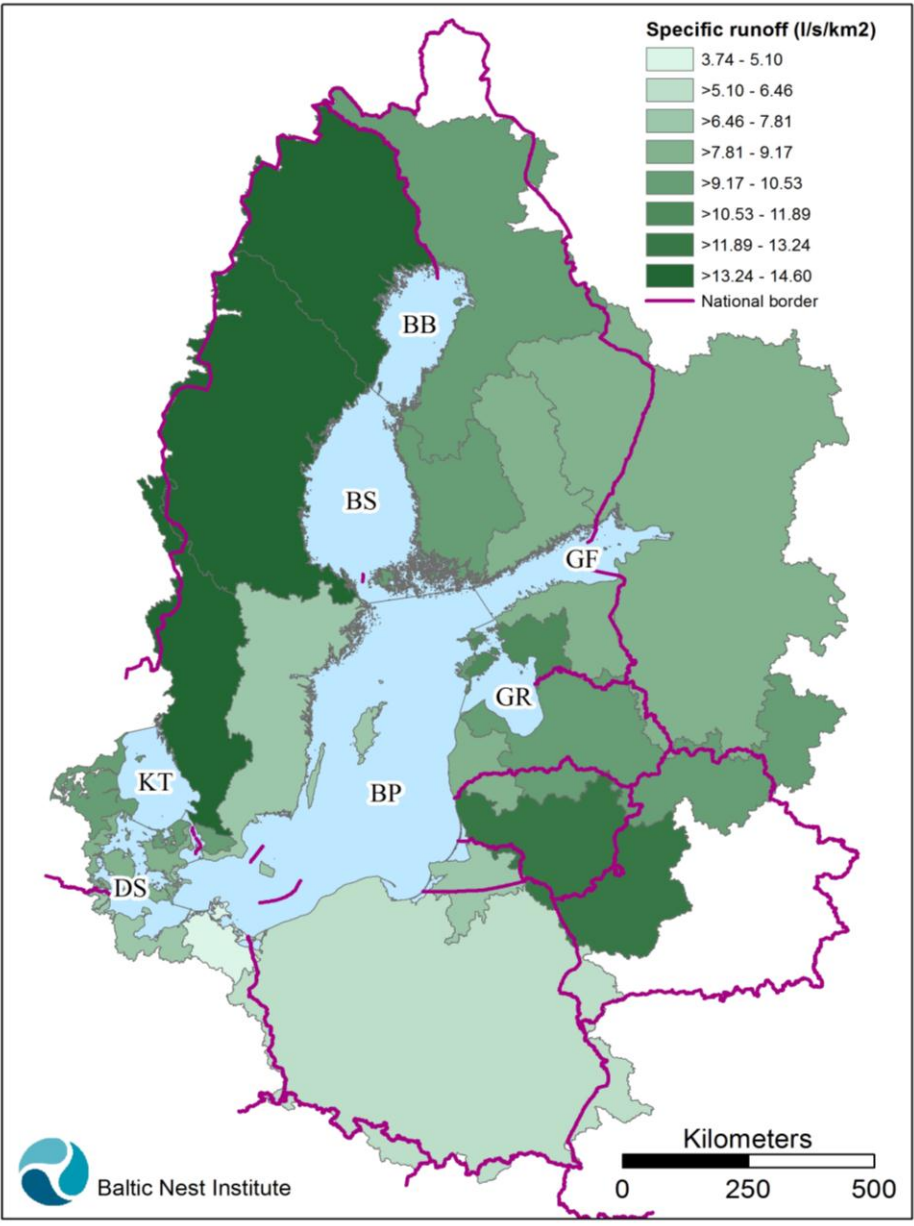 Specific runoff (l/s/km2)
3.74 - 5.10
>5.10 - 6.46
>6.46 - 7.81
>7.81 - 9.17
>9.17 - 10.53
>10.53 - 11.89
>11.89 - 13.24
>13.24 - 14.60
National border
BB
BS
GF
GR
KT
BP
DS
Kilometers
0 250 500
Baltic Nest Institute